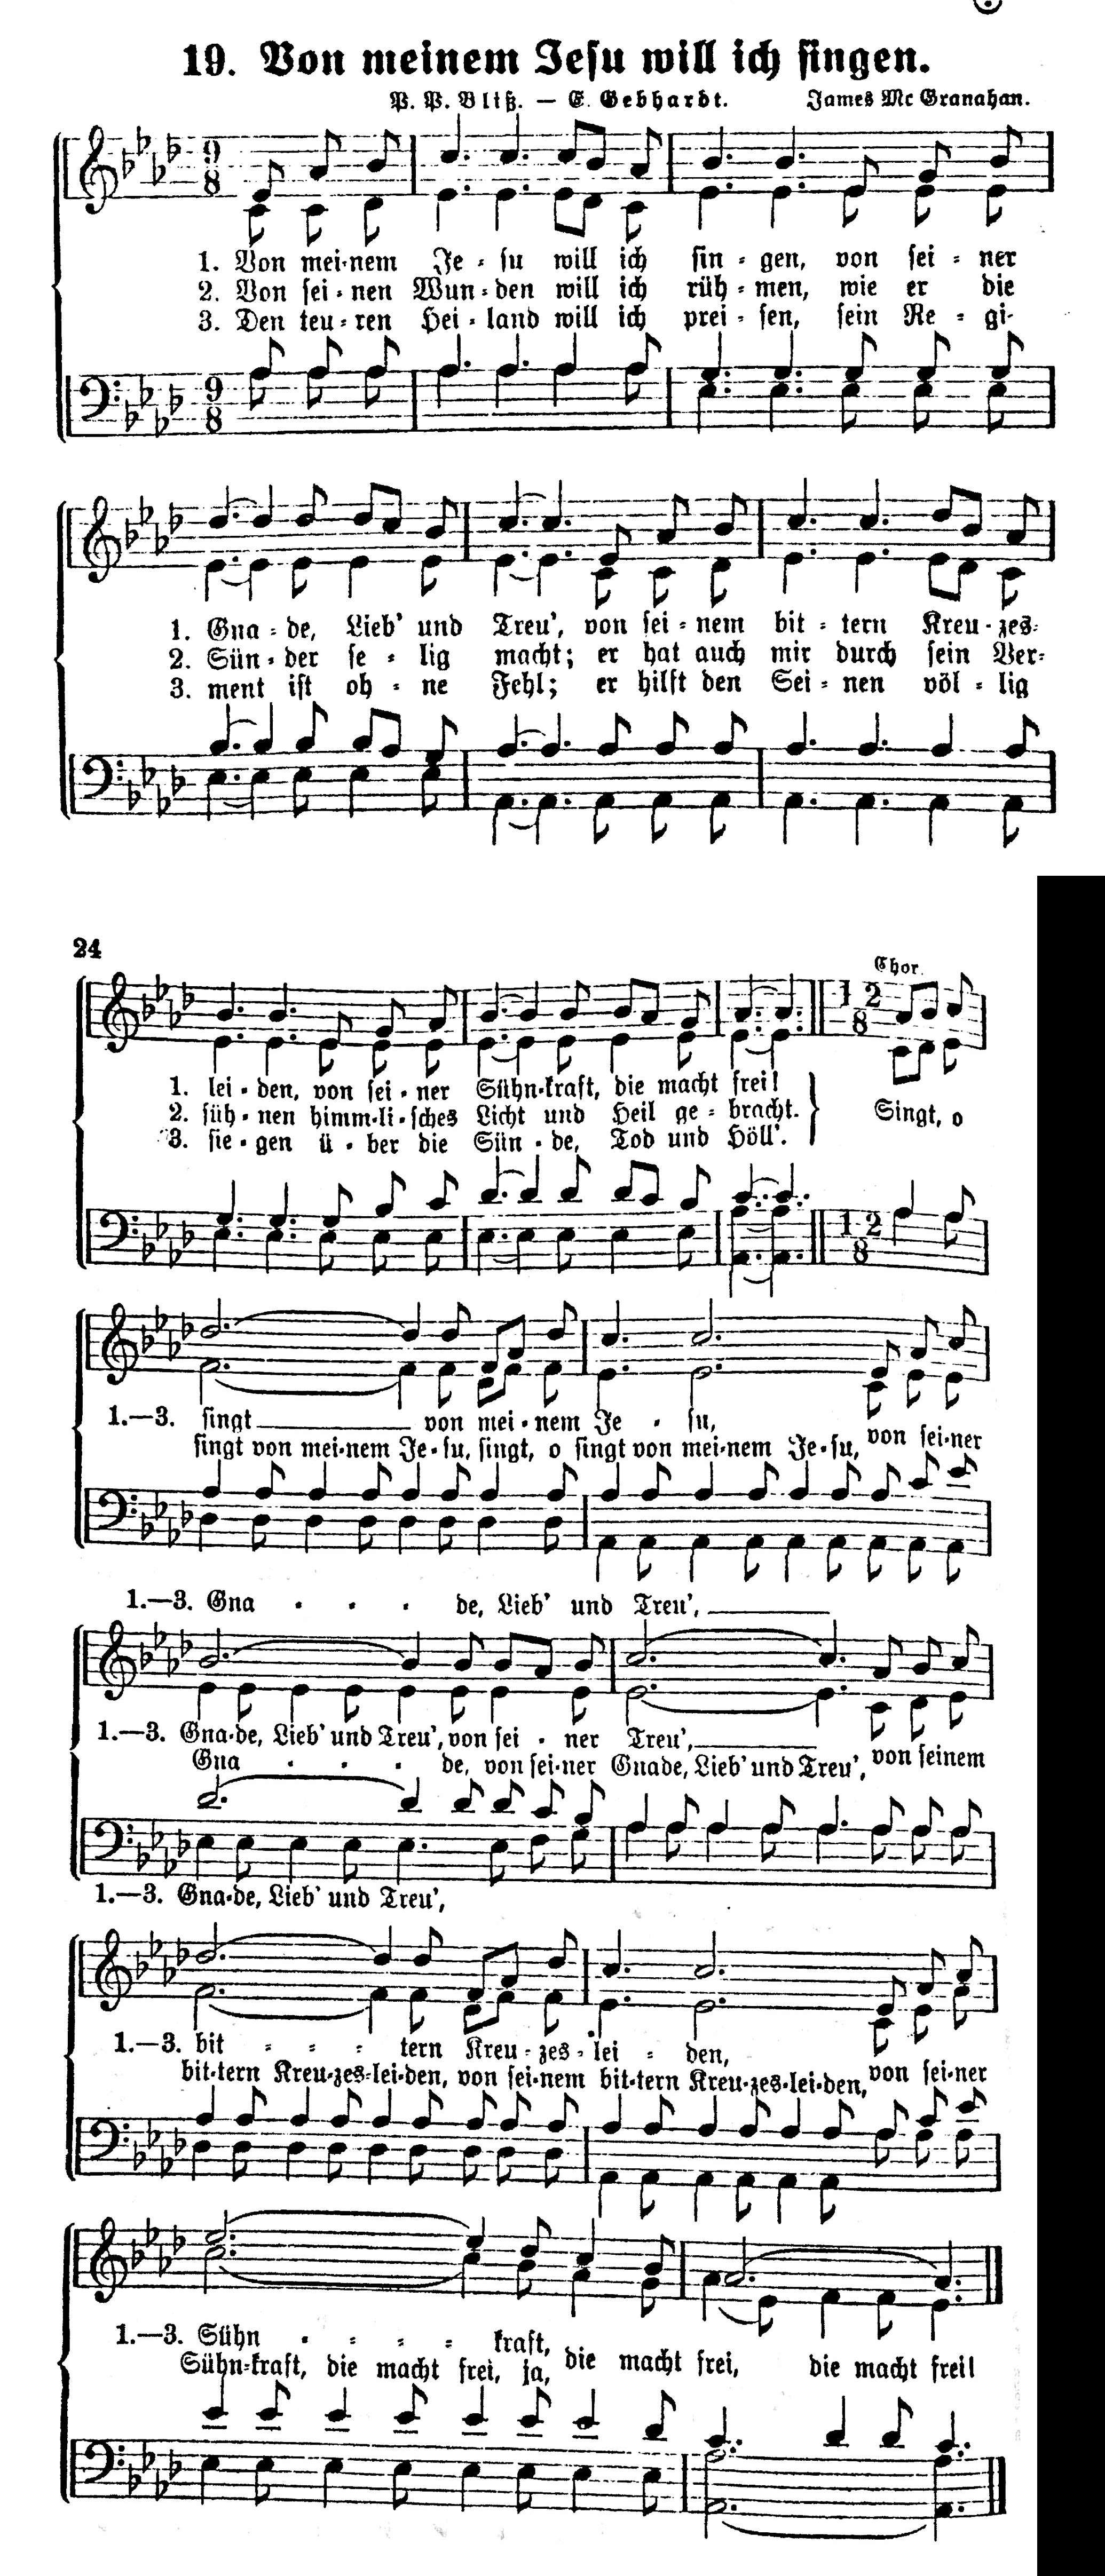 19. Von meinem Jesu will ich singen.
P. P. Bliß. — E. Gebhardt. James Mc Granahan.
9 8
1. Von mei-nem Je - su will ich sin - gen, von sei - ner
2. Von sei - nen Wun - den will ich rüh - men, wie er die
3. Den teu - ren Hei - land will ich prei - sen, sein Re - gi-
9 8
1. Gna - de, Lieb' und Treu', von sei - nem bit - tern Kreu - zes-
2. Sün - der se - lig macht; er hat auch mir durch sein Ver-
3. ment ist oh - ne Fehl; er hilft den Sei - nen völ - lig
24
Chor.
12 8
1. lei - den, von sei - ner Sühn-kraft, die macht frei!
2. süh - nen himm-li-sches Licht und Heil ge - bracht. Singt, o
3. sie - gen ü - ber die Sün - de, Tod und Höll'.
12 8
1.—3. singt von mei - nem Je - su,
singt von mei-nem Je-su, singt, o singt von mei-nem Je-su, von sei-ner
1.—3. Gna - - - de, Lieb' und Treu',
1.—3. Gna-de, Lieb' und Treu', von sei - ner Treu',
Gna - - - de, von sei-ner Gnade, Lieb' und Treu', von seinem
1.—3. Gna-de, Lieb' und Treu',
1.—3. bit - - - tern Kreu - zes - lei - den,
bit-tern Kreu-zes-lei-den, von sei-nem bit-tern Kreu-zes-lei-den, von sei-ner
1.—3. Sühn - - - - kraft,
Sühn-kraft, die macht frei, ja, die macht frei, die macht frei!